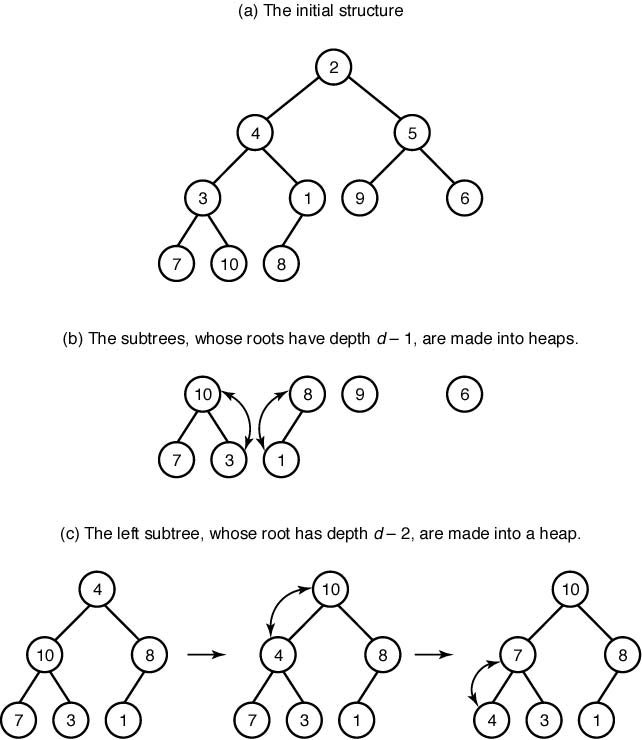 (a) The initial structure
2
4 5
3 1 9 6
7 10 8
(b) The subtrees, whose roots have depth d – 1, are made into heaps.
10 8 9 6
7 3 1
(c) The left subtree, whose root has depth d – 2, are made into a heap.
4 10 10
10 8 4 8 7 8
7 3 1 7 3 1 4 3 1